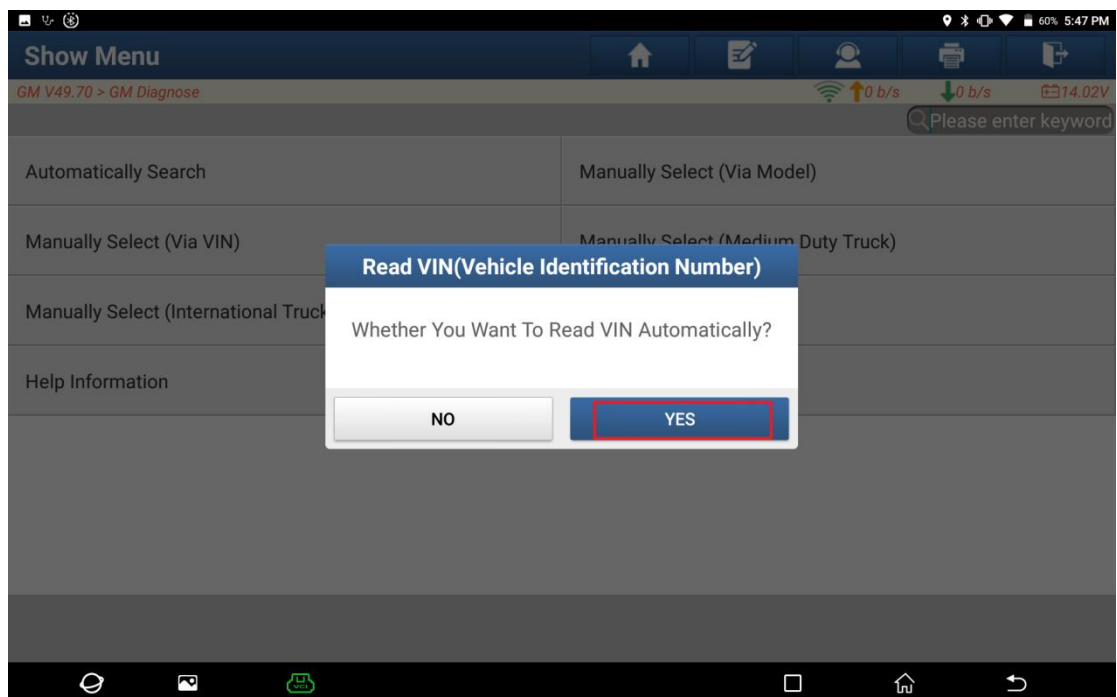 60% 5:47 PM
Show Menu
GM V49.70 > GM Diagnose
0 b/s
0 b/s
14.02V
Please enter keyword
Automatically Search
Manually Select (Via Model)
Manually Select (Via VIN)
Manually Select (Medium Duty Truck)
Manually Select (International Truck
Help Information
Read VIN(Vehicle Identification Number)
Whether You Want To Read VIN Automatically?
NO
YES
VCI